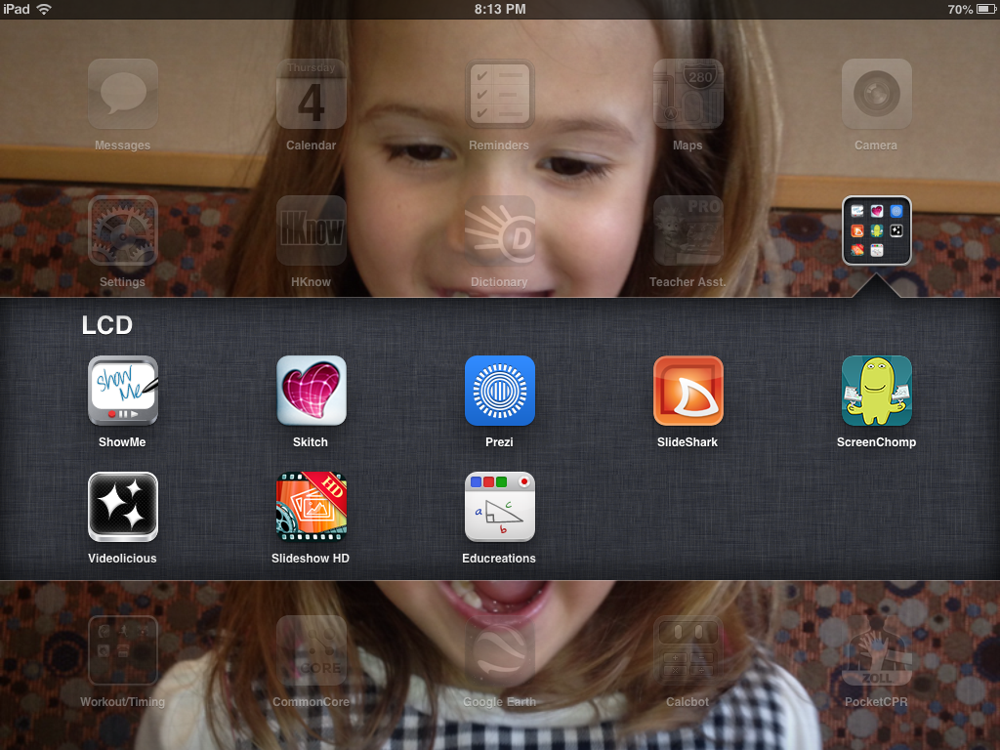 iPad 8:13 PM 70%
Thursday
4
280
Messages Calendar Reminders Maps Camera
HKnow
D
PRO
Settings HKnow Dictionary Teacher Asst.
LCD
show
Me
ShowMe Skitch Prezi SlideShark ScreenChomp
HD
a c
b
Videolicious Slideshow HD Educreations
CORE
ZOLL
Workout/Timing CommonCore Google Earth Calcbot PocketCPR